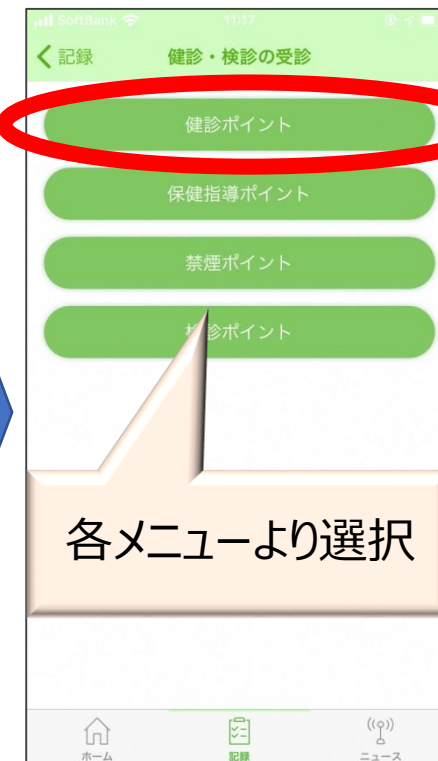 SoftBank 11:17
記録 健診・検診の受診
健診ポイント
保健指導ポイント
禁煙ポイント
検診ポイント
各メニューより選択
ホーム 記録 ニュース